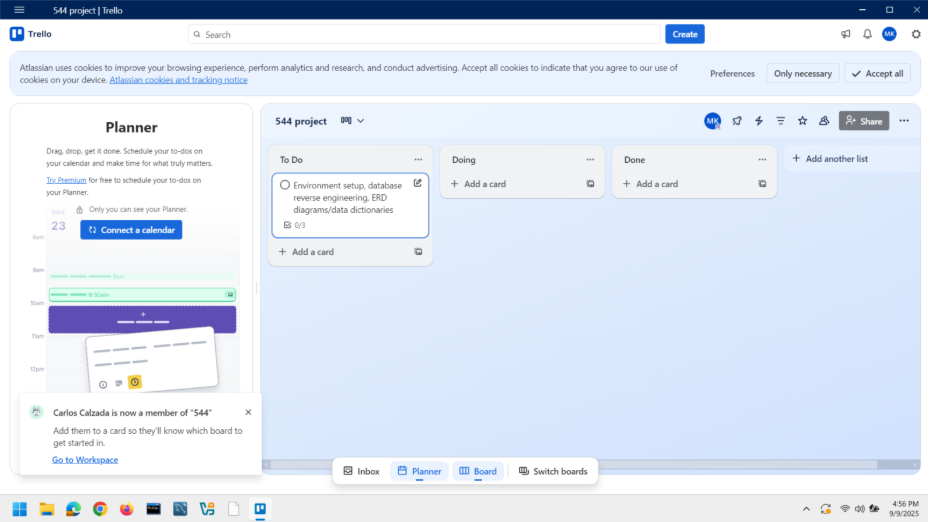 544 project | Trello
Trello
Search
Create
MK
Atlassian uses cookies to improve your browsing experience, perform analytics and research, and conduct advertising. Accept all cookies to indicate that you agree to our use of
cookies on your device. Atlassian cookies and tracking notice
Preferences
Only necessary
Accept all
Planner
Drag, drop, get it done. Schedule your to-dos on
your calendar and make time for what truly matters.
Try Premium for free to schedule to-dos on
your Planner.
Wed
23
Only you can see your Planner.
Connect a calendar
8am
9am
9am
9:30am
10am
11am
12pm
Carlos Calzada is now a member of "544"
Add them to a card so they'll know which board to
get started in.
Go to Workspace
544 project
MK
Share
To Do
Environment setup, database
reverse engineering, ERD
diagrams/data dictionaries
0/3
Add a card
Doing
Add a card
Done
Add a card
Add another list
Inbox
Planner
Board
Switch boards
4:56 PM
9/9/2025